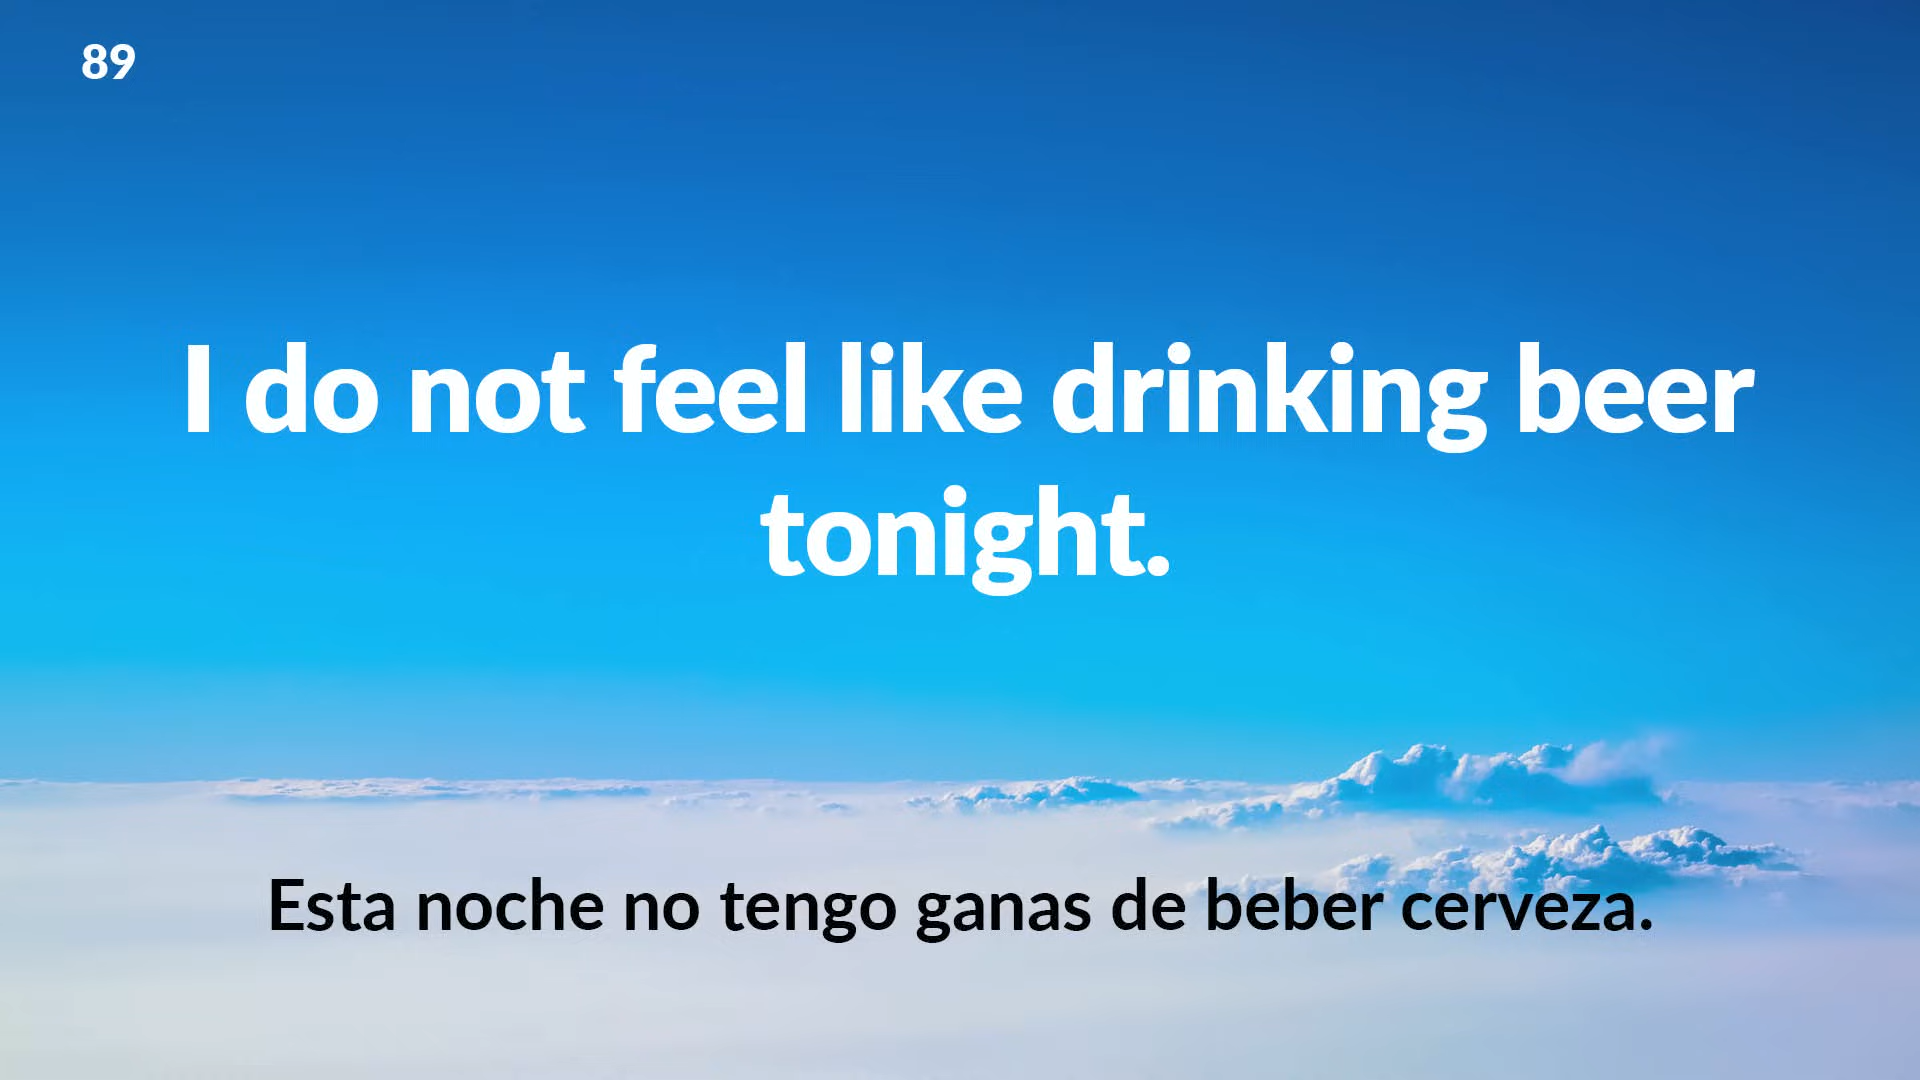 89
I do not feel like drinking beer
tonight.
Esta noche no tengo ganas de beber cerveza.